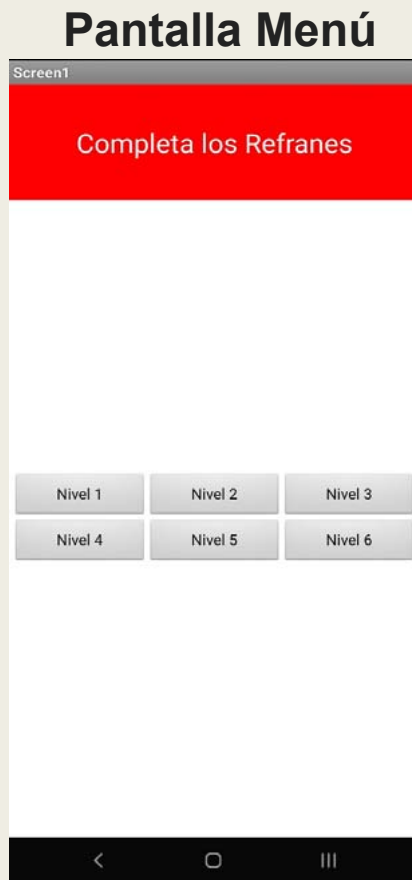 Pantalla Menú
Screen1
Completa los Refranes
Nivel 1 Nivel 2 Nivel 3
Nivel 4 Nivel 5 Nivel 6